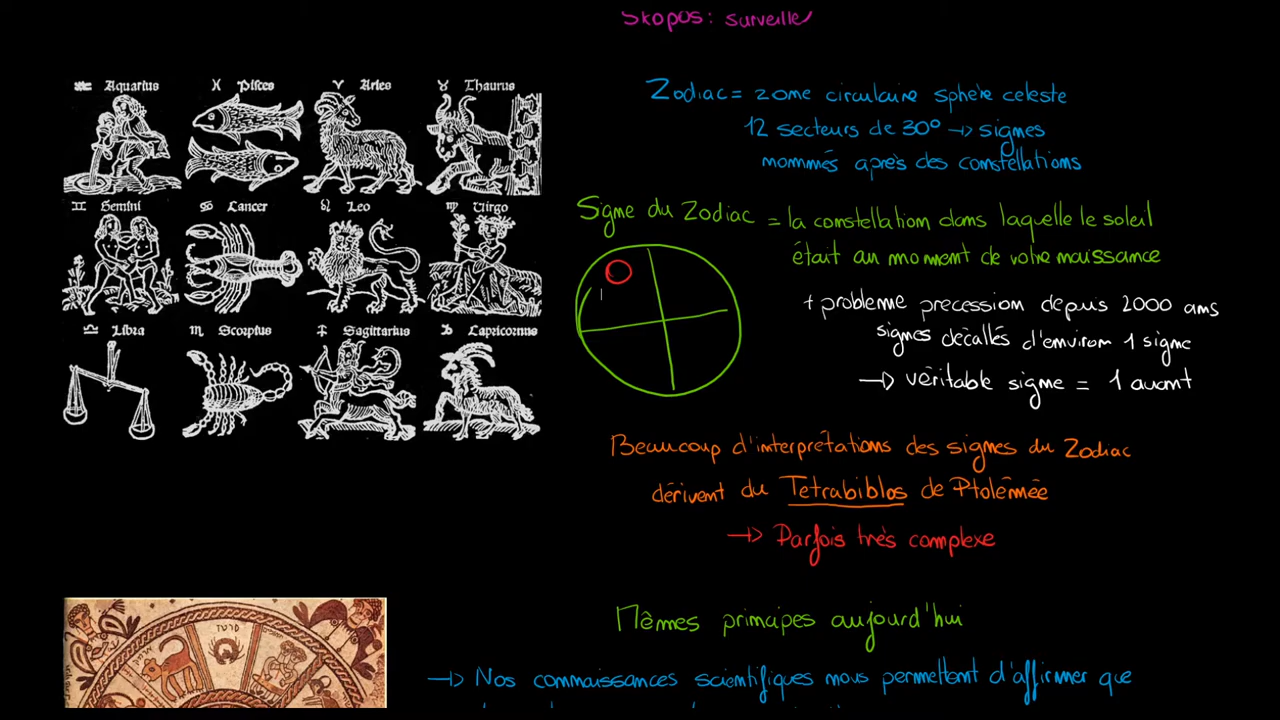 Skopos: surveiller
Aquarius Pisces Aries Thaurus
Gemini Cancer Leo Virgo
Libra Scorpius Sagittarius Capricornus
Zodiac = zone circulaire sphère celeste
12 secteurs de 30° → signes
nommés après des constellations
Signe du Zodiac = la constellation dans laquelle le soleil
était au moment de votre naissance
+ problème precession depuis 2000 ans
signes décallés d'environ 1 signe
→ véritable signe = 1 avant
Beaucoup d'interprétations des signes du Zodiac
dérivent du Tetrabiblos de Ptolémée
→ Parfois très complexe
Mêmes principes aujourd'hui
→ Nos connaissances scientifiques nous permettent d'affirmer que
סרטן